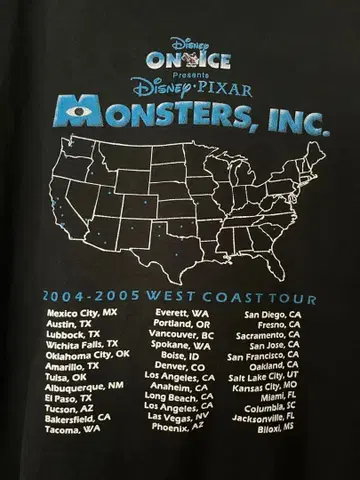 Disney
ON ICE
Presents
Disney • PIXAR
MONSTERS, INC.
2004-2005 WEST COAST TOUR
Mexico City, MX
Austin, TX
Lubbock, TX
Wichita Falls, TX
Oklahoma City, OK
Amarillo, TX
Tulsa, OK
Albuquerque, NM
El Paso, TX
Tucson, AZ
Bakersfield, CA
Tacoma, WA
Everett, WA
Portland, OR
Vancouver, BC
Spokane, WA
Boise, ID
Denver, CO
Los Angeles, CA
Anaheim, CA
Long Beach, CA
Los Angeles, CA
Las Vegas, NV
Phoenix, AZ
San Diego, CA
Fresno, CA
Sacramento, CA
San Jose, CA
San Francisco, CA
Oakland, CA
Salt Lake City, UT
Kansas City, MO
Miami, FL
Columbia, SC
Jacksonville, FL
Biloxi, MS